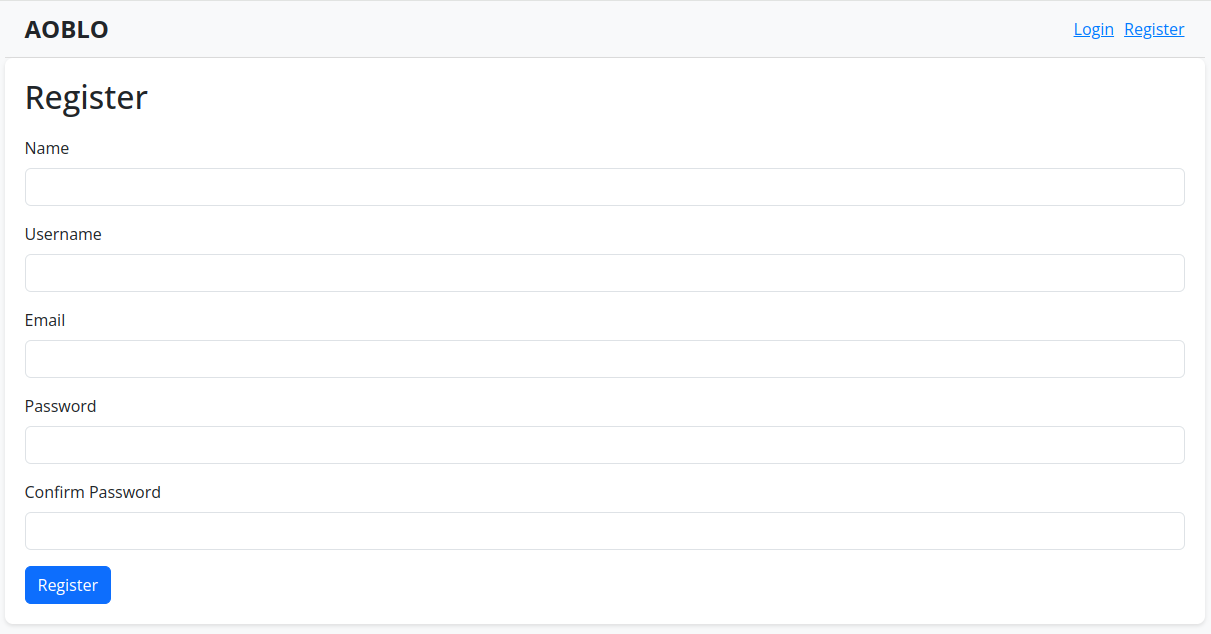 AOBLO
Login Register
Register
Name
Username
Email
Password
Confirm Password
Register